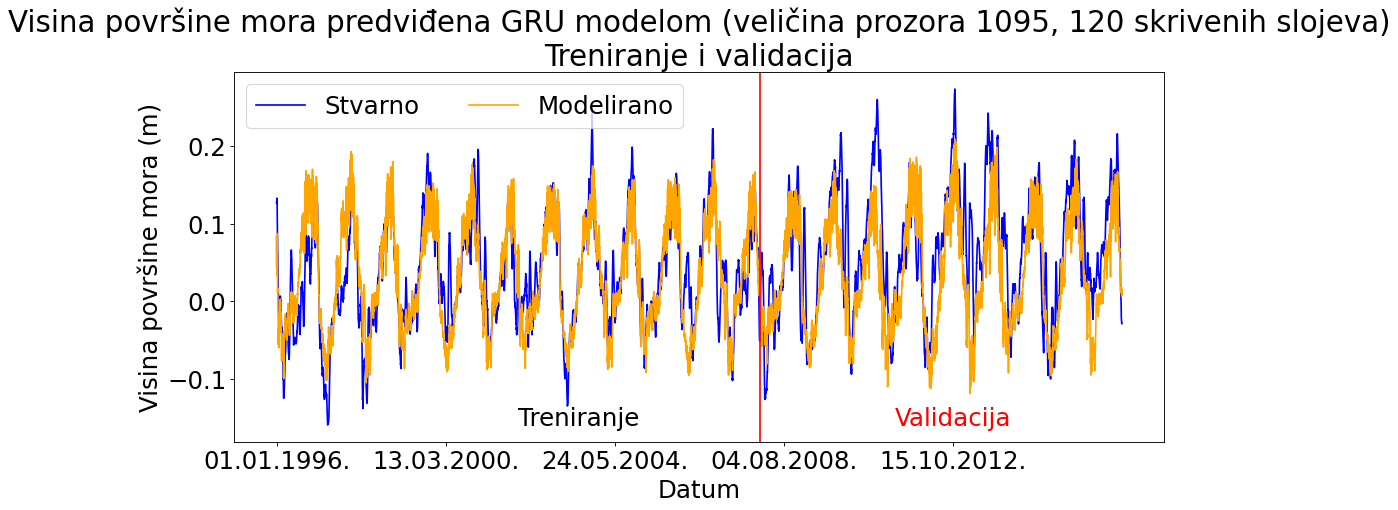 Visina površine mora predviđena GRU modelom (veličina prozora 1095, 120 skrivenih slojeva)
Treniranje i validacija
Stvarno
Modelirano
Visina površine mora (m)
0.2
0.1
0.0
−0.1
Treniranje
Validacija
01.01.1996.
13.03.2000.
24.05.2004.
04.08.2008.
15.10.2012.
Datum